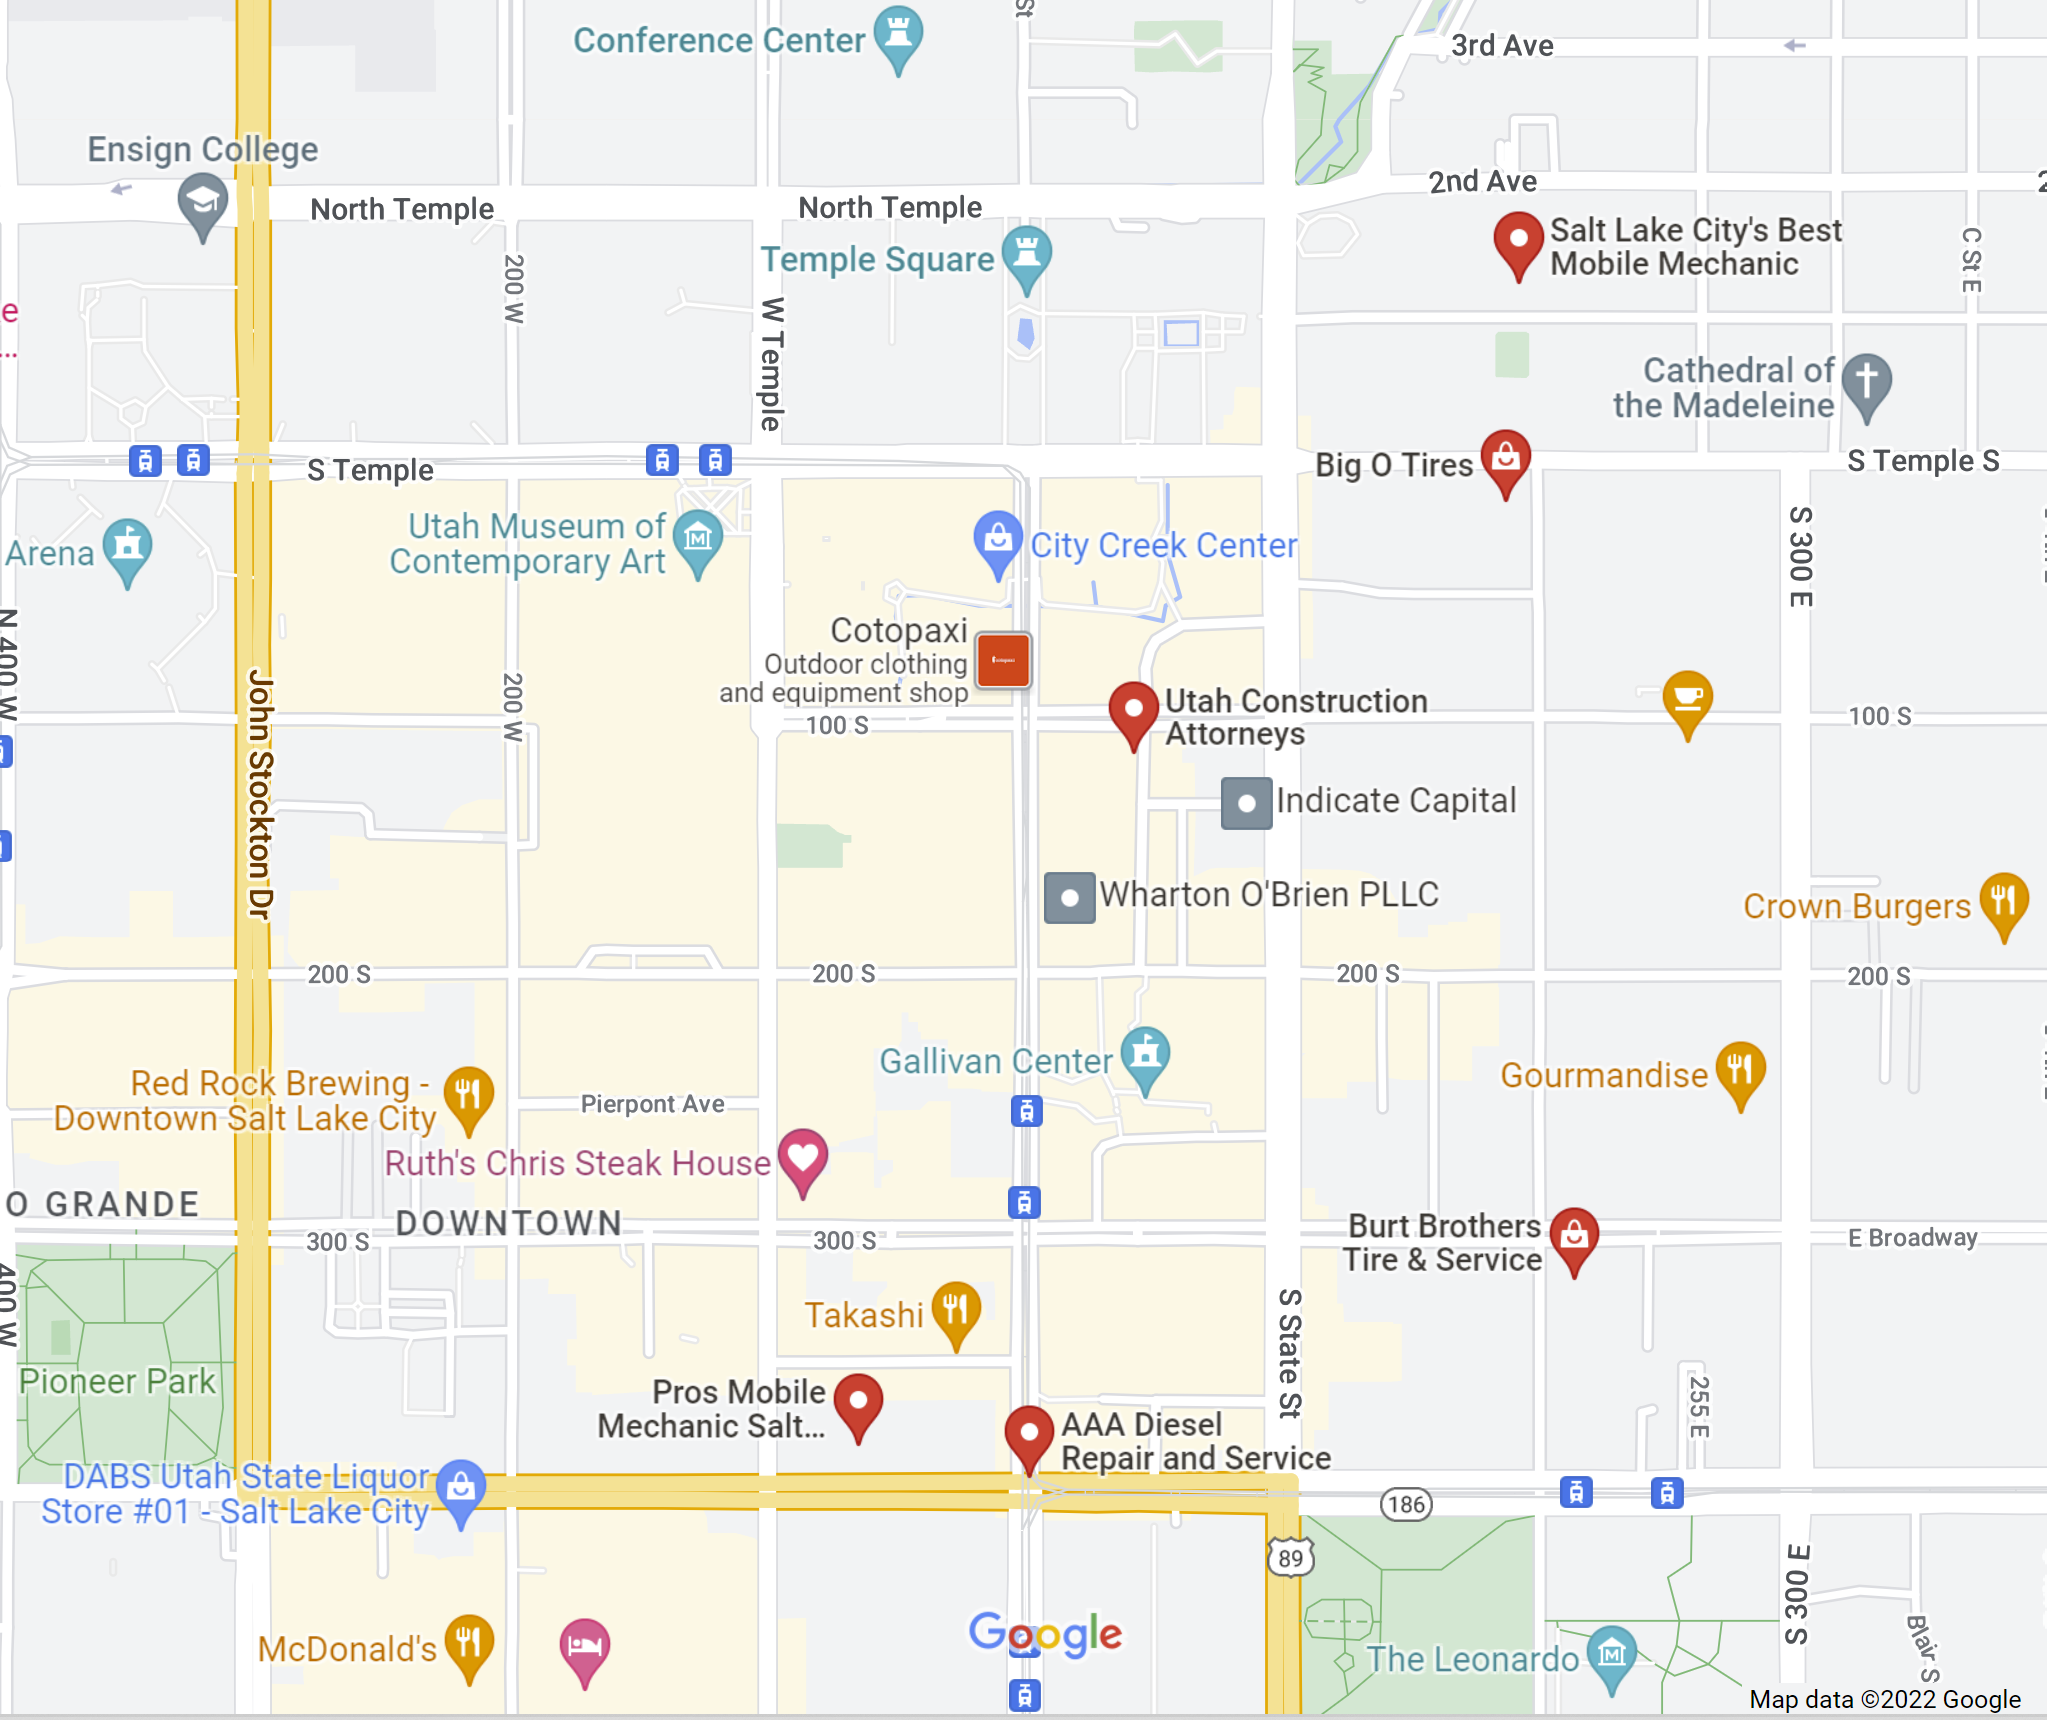 St
Conference Center
3rd Ave
Ensign College
2nd Ave
North Temple
North Temple
Salt Lake City's Best
Mobile Mechanic
Temple Square
200 W
C St E
W Temple
e
...
Cathedral of
the Madeleine
S Temple
Big O Tires
S Temple S
Utah Museum of
Contemporary Art
Arena
City Creek Center
S 300 E
Cotopaxi
Outdoor clothing
and equipment shop
N 400 W
John Stockton Dr
200 W
Utah Construction
Attorneys
100 S
100 S
Indicate Capital
Wharton O'Brien PLLC
Crown Burgers
200 S
200 S
200 S
200 S
Gallivan Center
Red Rock Brewing -
Downtown Salt Lake City
Pierpont Ave
Gourmandise
Ruth's Chris Steak House
O GRANDE
DOWNTOWN
300 S
300 S
Burt Brothers
Tire & Service
E Broadway
400 W
Takashi
S State St
Pioneer Park
Pros Mobile
Mechanic Salt...
255 E
AAA Diesel
Repair and Service
DABS Utah State Liquor
Store #01 - Salt Lake City
186
89
S 300 E
McDonald's
Google
The Leonardo
Blair S
Map data ©2022 Google